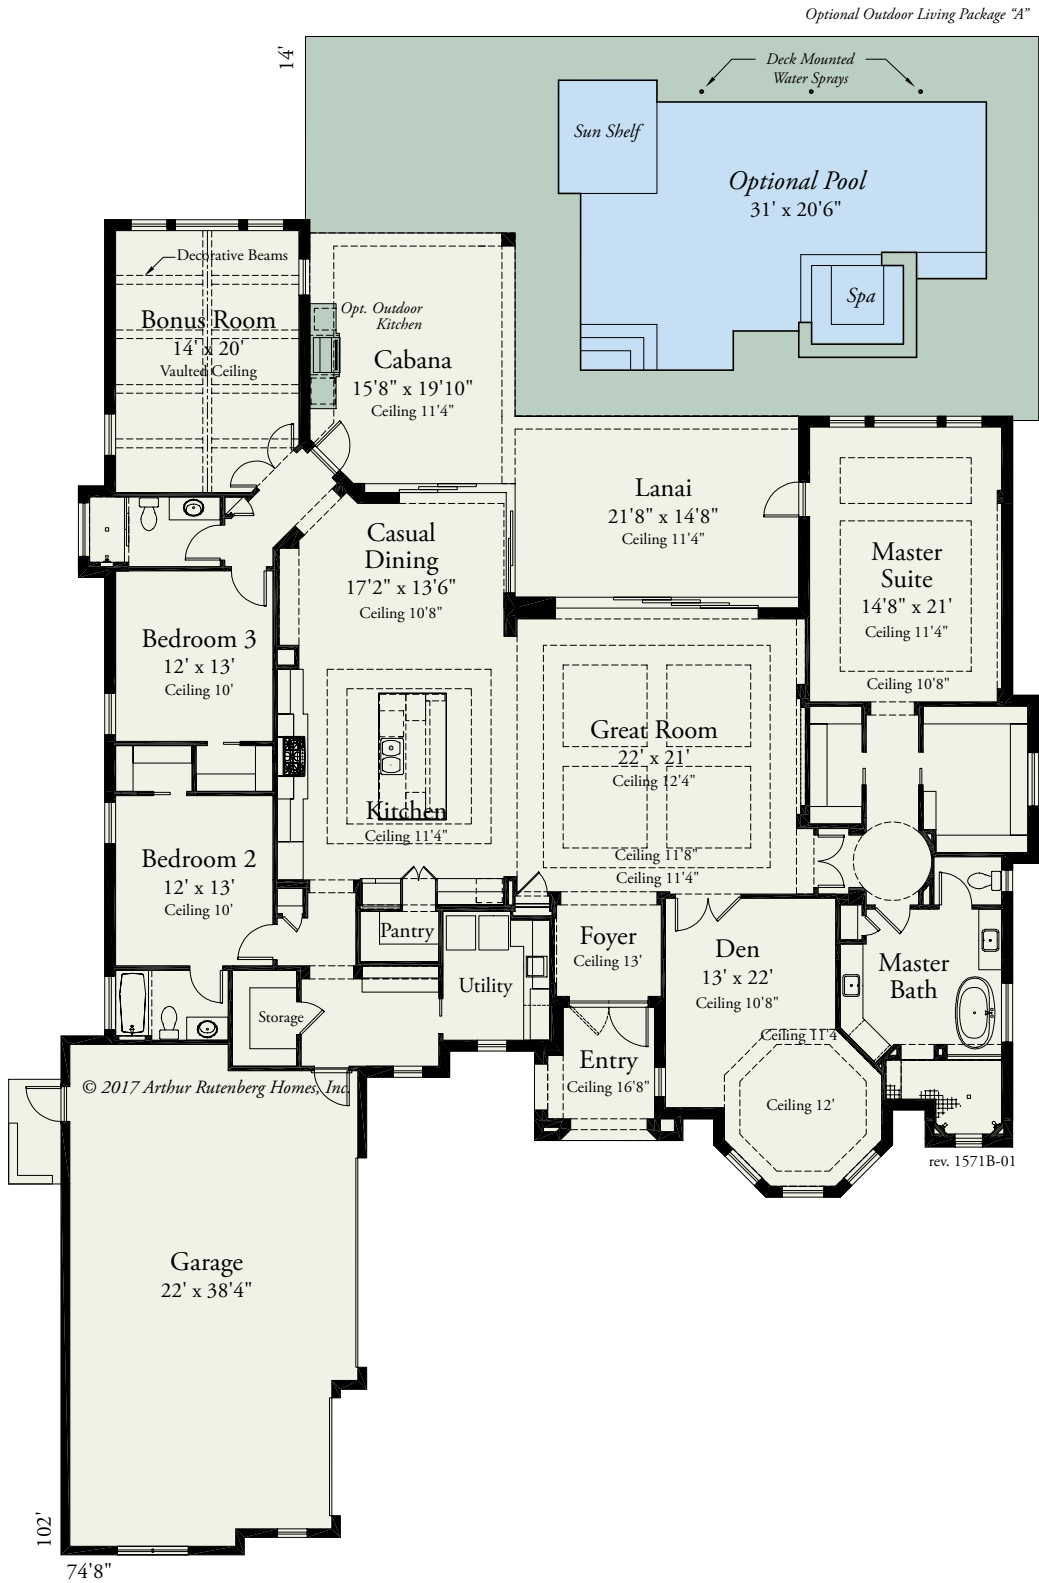 Optional Outdoor Living Package “A”
14'
Deck Mounted
Water Sprays
Sun Shelf
Optional Pool
31' x 20'6"
Spa
Decorative Beams
Bonus Room
14' x 20'
Vaulted Ceiling
Opt. Outdoor
Kitchen
Cabana
15'8" x 19'10"
Ceiling 11'4"
Lanai
21'8" x 14'8"
Ceiling 11'4"
Casual
Dining
17'2" x 13'6"
Ceiling 10'8"
Master
Suite
14'8" x 21'
Ceiling 11'4"
Ceiling 10'8"
Bedroom 3
12' x 13'
Ceiling 10'
Great Room
22' x 21'
Ceiling 12'4"
Ceiling 11'8"
Ceiling 11'4"
Kitchen
Ceiling 11'4"
Bedroom 2
12' x 13'
Ceiling 10'
Pantry
Utility
Storage
Foyer
Ceiling 13'
Den
13' x 22'
Ceiling 10'8"
Ceiling 11'4
Ceiling 12'
Master
Bath
Entry
Ceiling 16'8"
© 2017 Arthur Rutenberg Homes, Inc.
rev. 1571B-01
Garage
22' x 38'4"
102'
74'8"